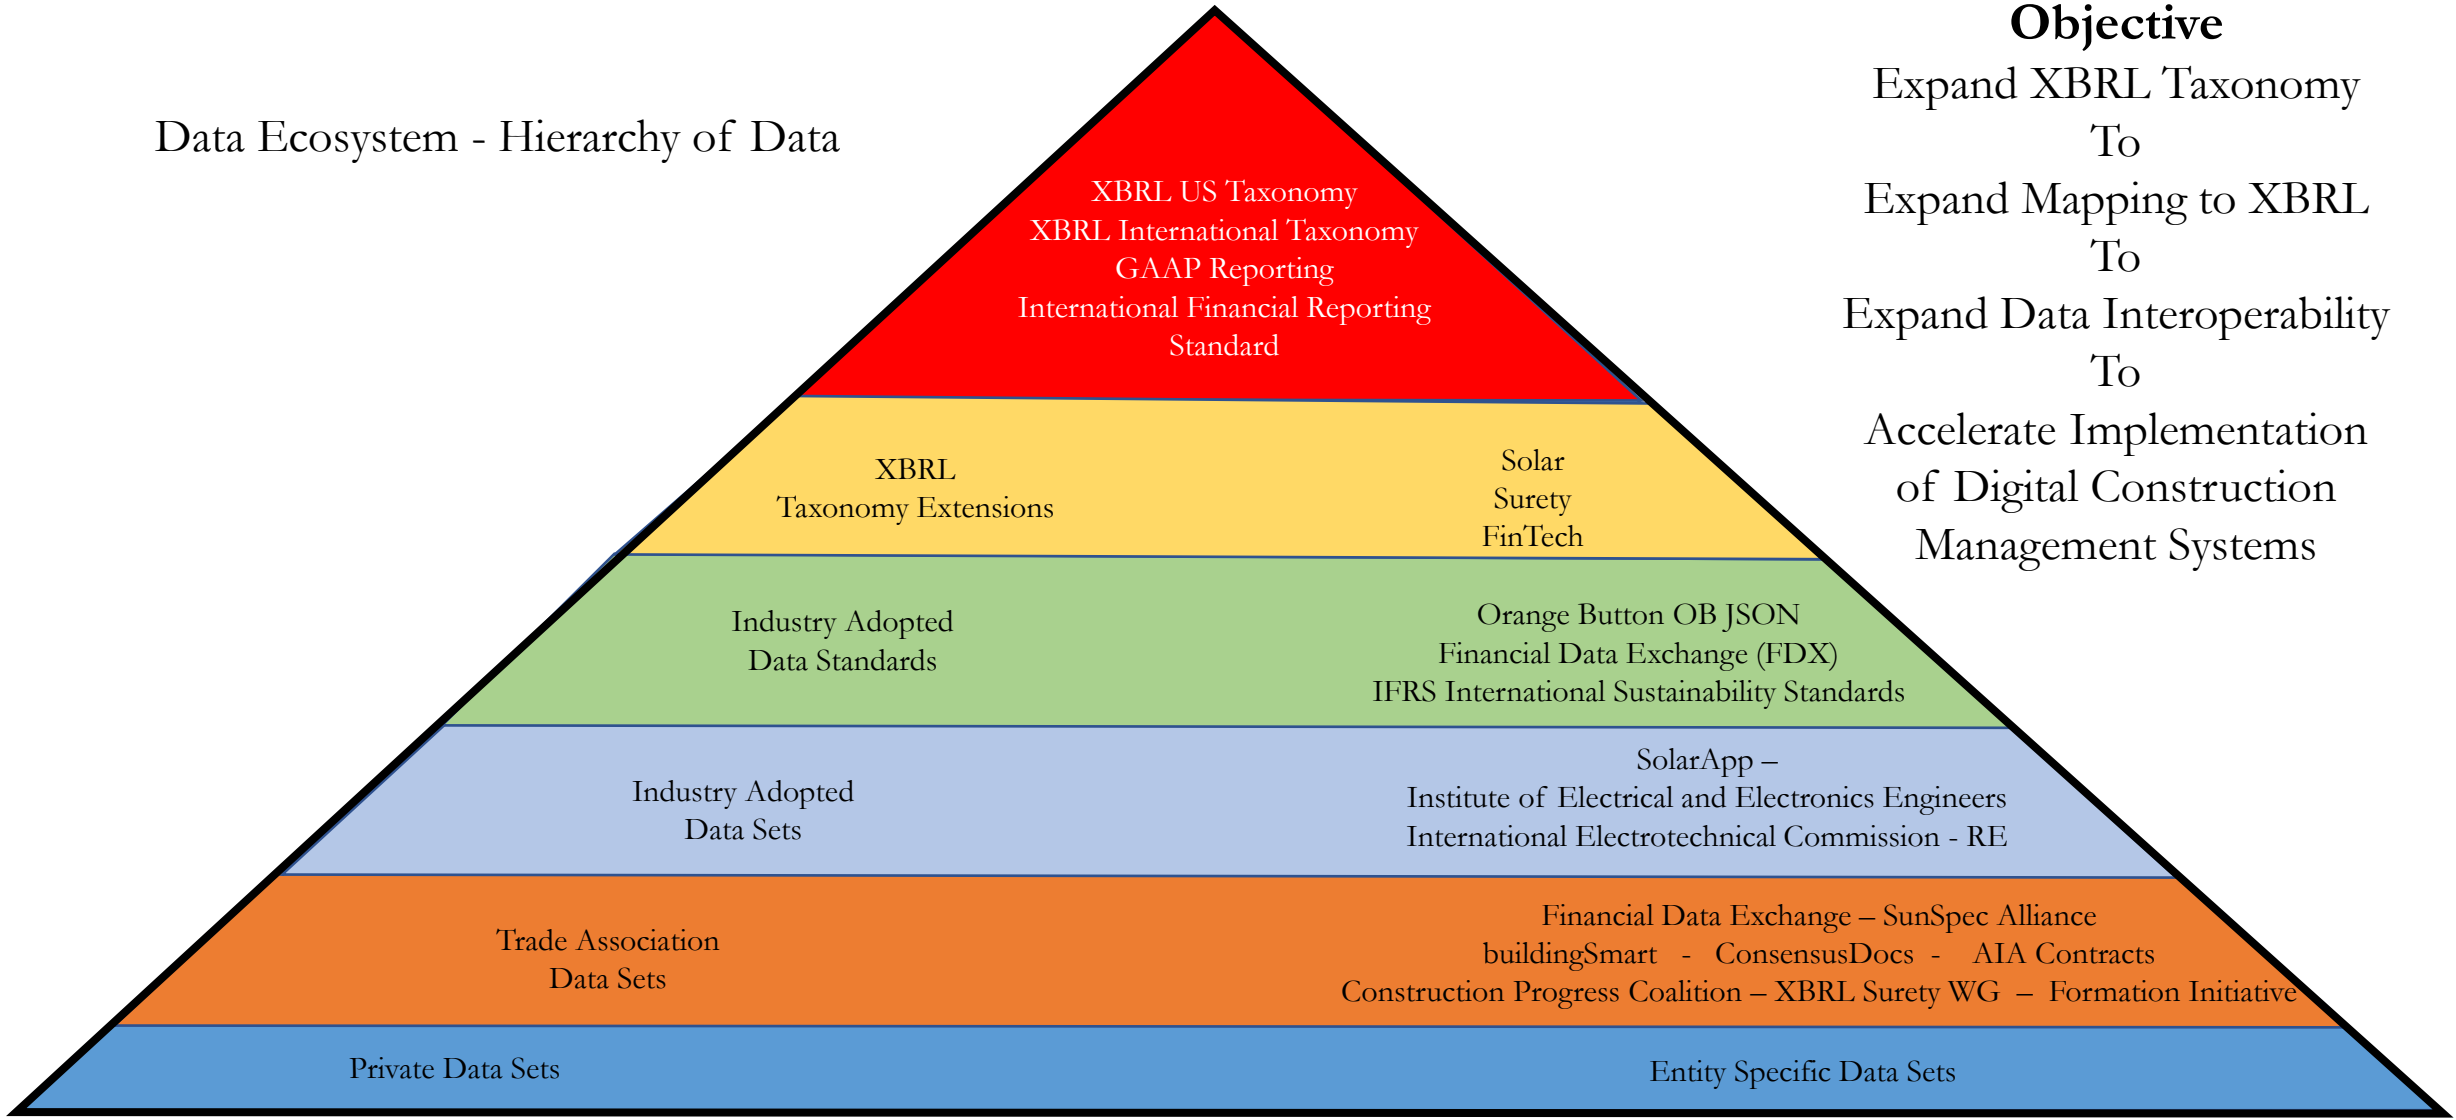 Data Ecosystem - Hierarchy of Data
Objective
Expand XBRL Taxonomy
To
Expand Mapping to XBRL
To
Expand Data Interoperability
To
Accelerate Implementation
of Digital Construction
Management Systems
XBRL US Taxonomy
XBRL International Taxonomy
GAAP Reporting
International Financial Reporting
Standard
XBRL
Taxonomy Extensions
Solar
Surety
FinTech
Industry Adopted
Data Standards
Orange Button OB JSON
Financial Data Exchange (FDX)
IFRS International Sustainability Standards
Industry Adopted
Data Sets
SolarApp –
Institute of Electrical and Electronics Engineers
International Electrotechnical Commission - RE
Trade Association
Data Sets
Financial Data Exchange – SunSpec Alliance
buildingSmart - ConsensusDocs - AIA Contracts
Construction Progress Coalition – XBRL Surety WG – Formation Initiative
Private Data Sets
Entity Specific Data Sets